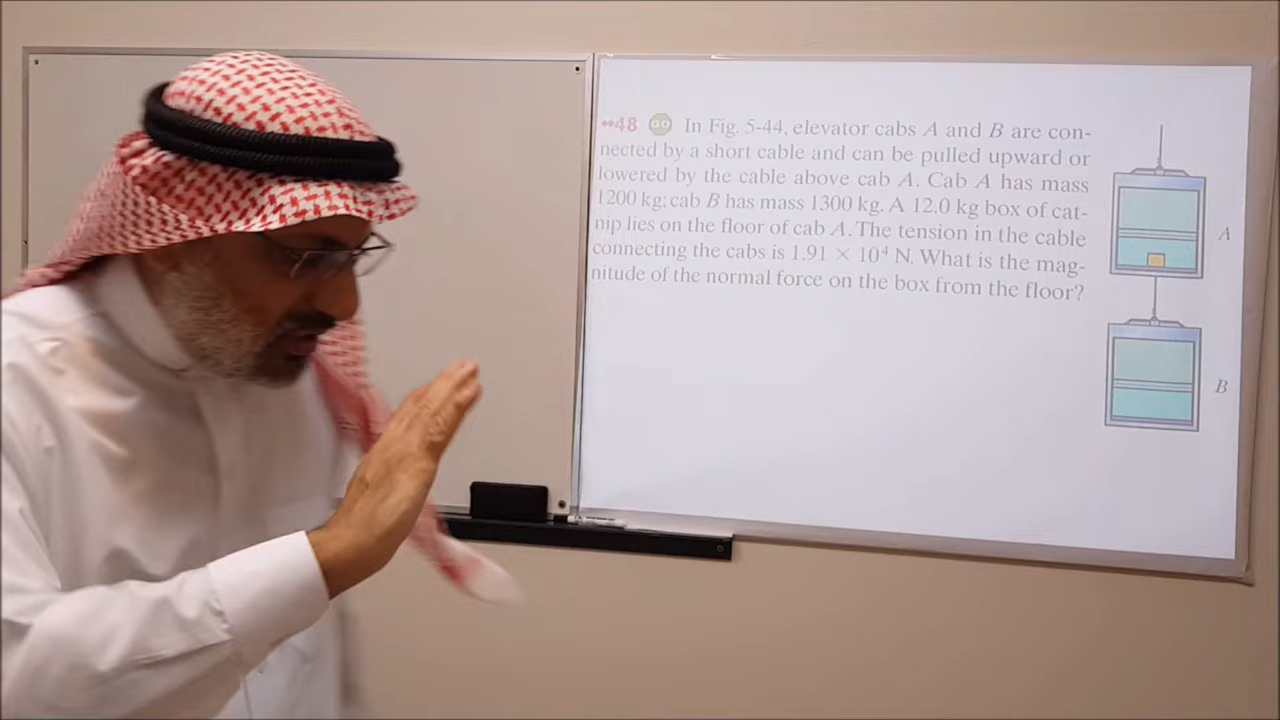 ••48 GO In Fig. 5-44, elevator cabs A and B are con-
nected by a short cable and can be pulled upward or
lowered by the cable above cab A. Cab A has mass
1200 kg; cab B has mass 1300 kg. A 12.0 kg box of cat-
nip lies on the floor of cab A. The tension in the cable
connecting the cabs is 1.91 × 10⁴ N. What is the mag-
nitude of the normal force on the box from the floor?
A
B